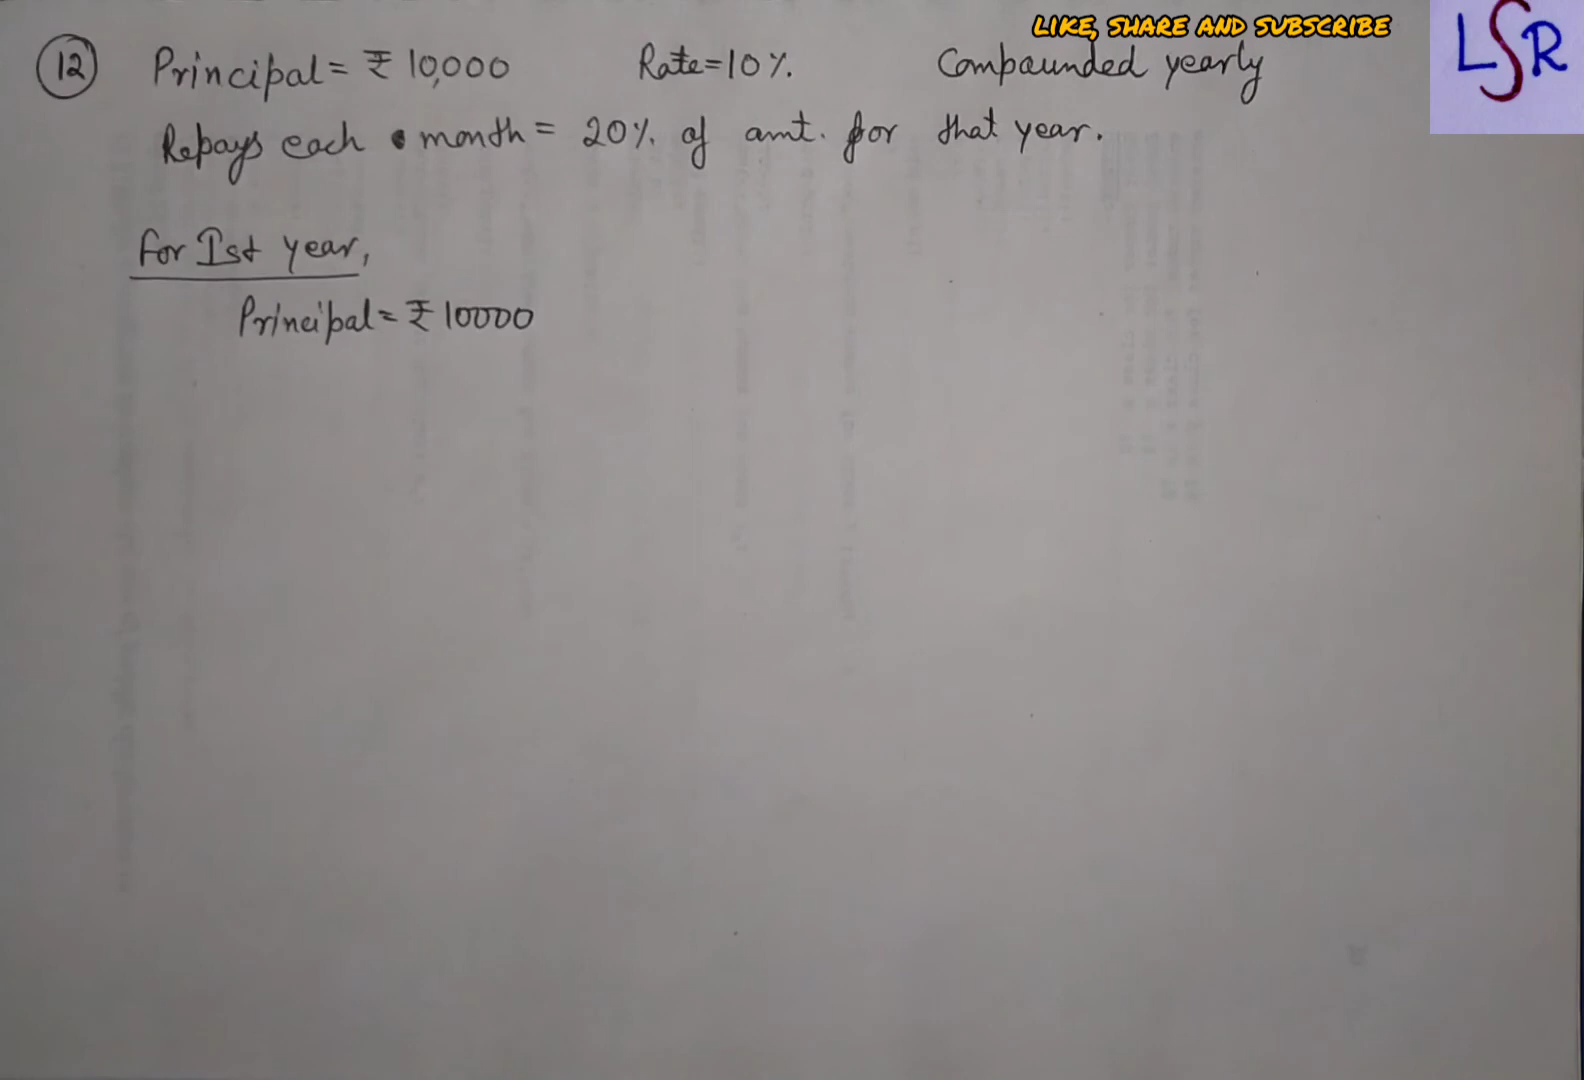 LIKE, SHARE AND SUBSCRIBE
LSR
12 Principal = ₹ 10,000 Rate = 10%. Compounded yearly
Repays each month = 20%. of amt. for that year.
For Ist year,
Principal = ₹ 10000